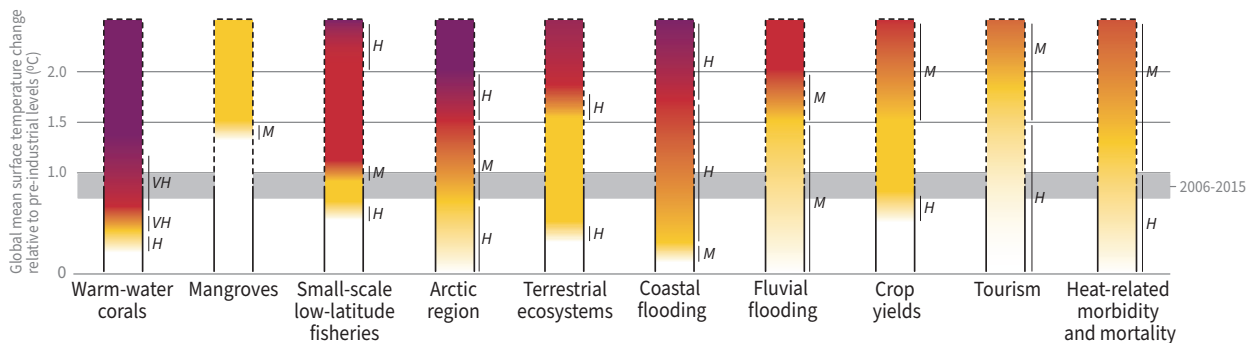 Global mean surface temperature change
relative to pre-industrial levels (ºC)
2.0
1.5
1.0
0
VH
VH
H
M
H
M
H
H
M
H
H
H
H
H
M
M
M
M
H
M
H
M
H
2006-2015
Warm-water
corals
Mangroves
Small-scale
low-latitude
fisheries
Arctic
region
Terrestrial
ecosystems
Coastal
flooding
Fluvial
flooding
Crop
yields
Tourism
Heat-related
morbidity
and mortality